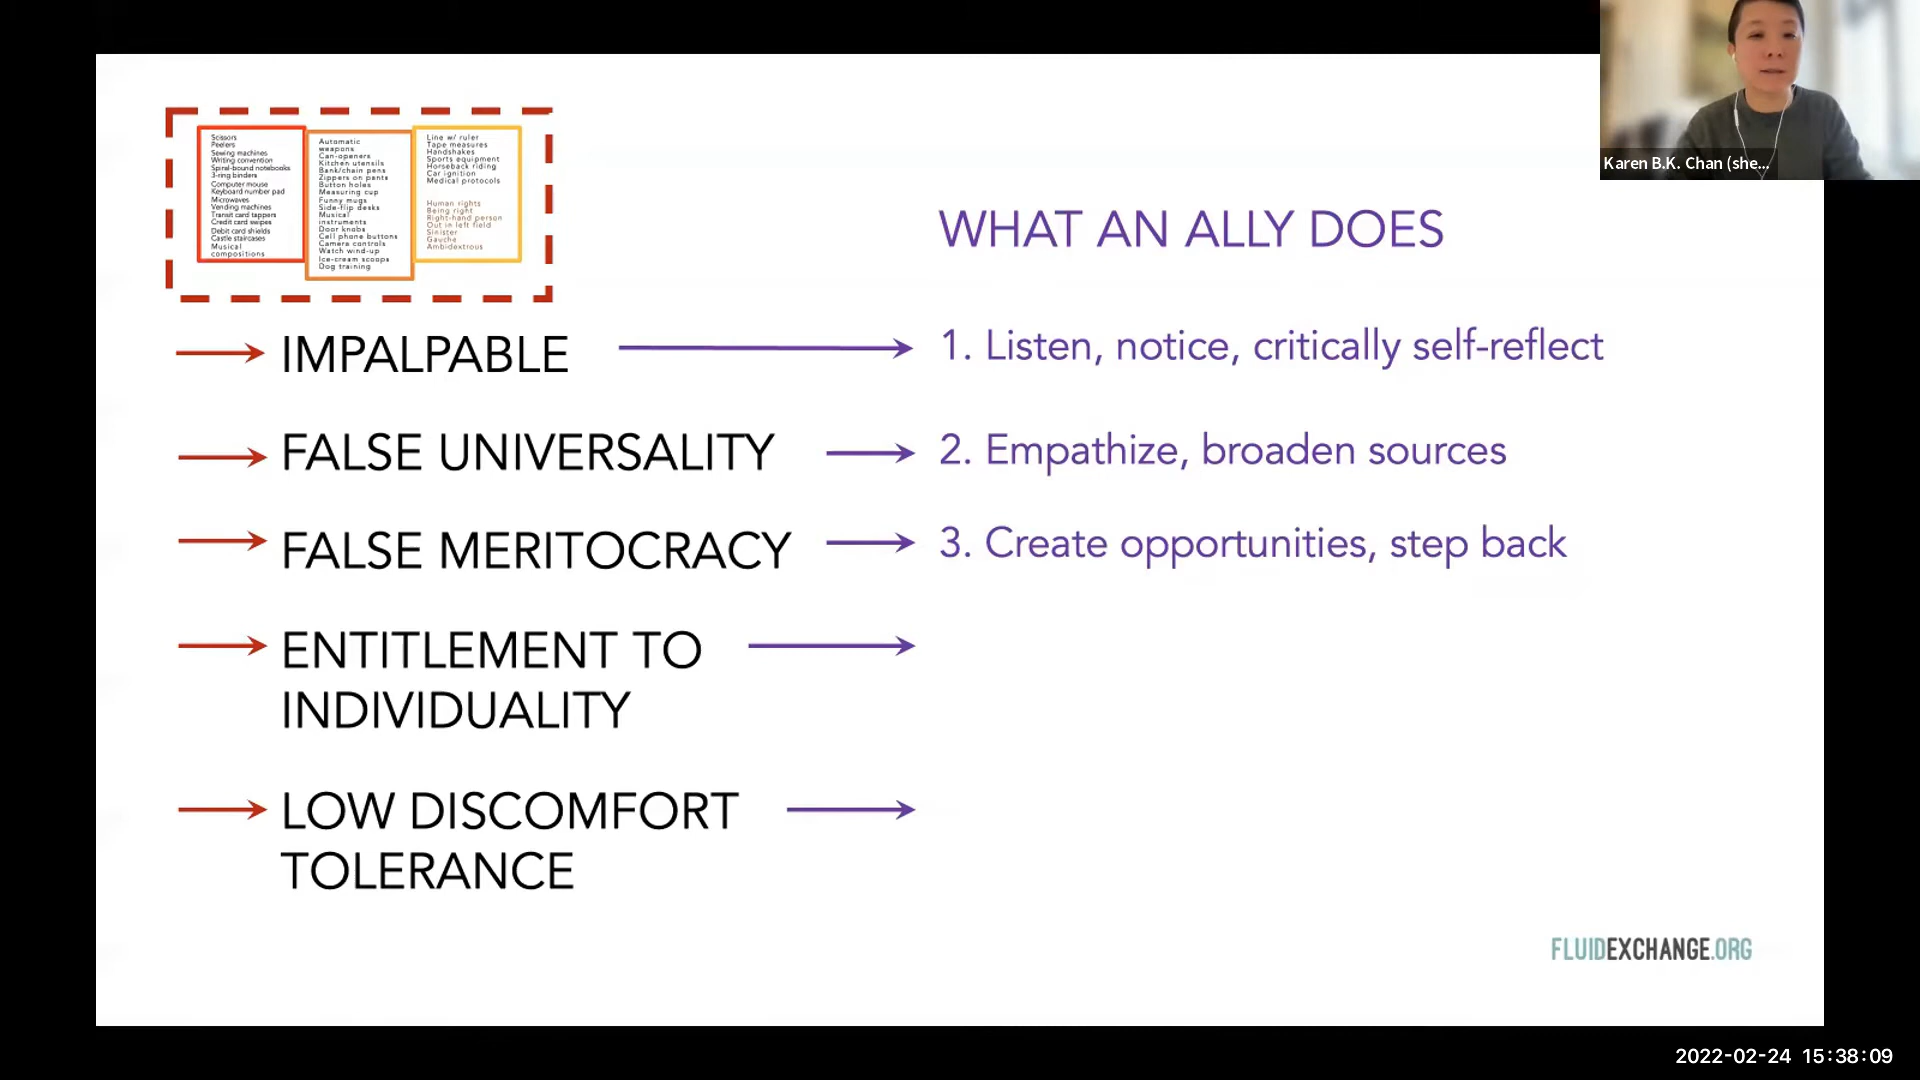 Karen B.K. Chan (she...
Scissors
Peelers
Sewing machines
Writing convention
Spiral-bound notebooks
3-ring binders
Computer mouse
Keyboard number pad
Microwaves
Vending machines
Transit card tappers
Credit card swipes
Debit card shields
Castle staircases
Musical
compositions
Automatic
weapons
Can-openers
Kitchen utensils
Bank/chain pens
Zippers on pants
Button holes
Measuring cup
Funny mugs
Side-flip desks
Musical
instruments
Door knobs
Cell phone buttons
Camera controls
Watch wind-up
Ice-cream scoops
Dog training
Line w/ ruler
Tape measures
Handshakes
Sports equipment
Horseback riding
Car ignition
Medical protocols
Human rights
Being right
Right-hand person
Out in left field
Sinister
Gauche
Ambidextrous
WHAT AN ALLY DOES
IMPALPABLE
1. Listen, notice, critically self-reflect
FALSE UNIVERSALITY
2. Empathize, broaden sources
FALSE MERITOCRACY
3. Create opportunities, step back
ENTITLEMENT TO
INDIVIDUALITY
LOW DISCOMFORT
TOLERANCE
FLUIDEXCHANGE.ORG
2022-02-24 15:38:09